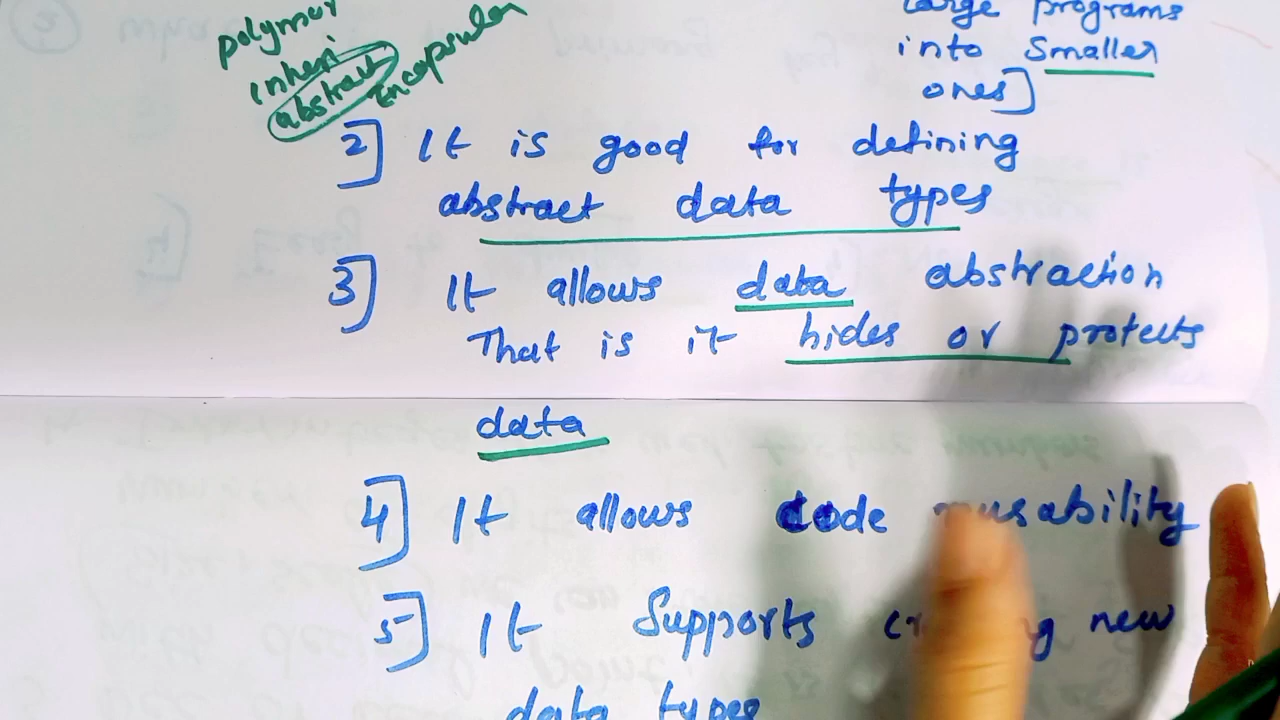 large programs
into Smaller
ones]
polymor
inheri
abstract
Encapsulation
2] It is good for defining
abstract data types
3] It allows data abstraction
That is it hides or protects
data
4] It allows code reusability
5] It Supports new
data types